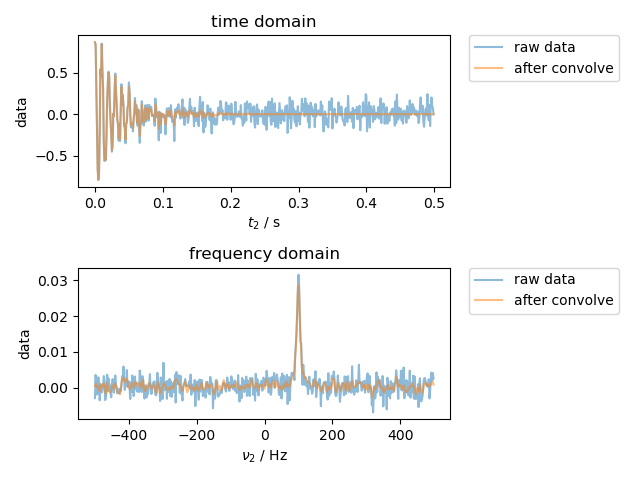 time domain
data
0.5
0.0
−0.5
0.0 0.1 0.2 0.3 0.4 0.5
t₂ / s
raw data
after convolve
frequency domain
data
0.03
0.02
0.01
0.00
−400 −200 0 200 400
ν₂ / Hz
raw data
after convolve